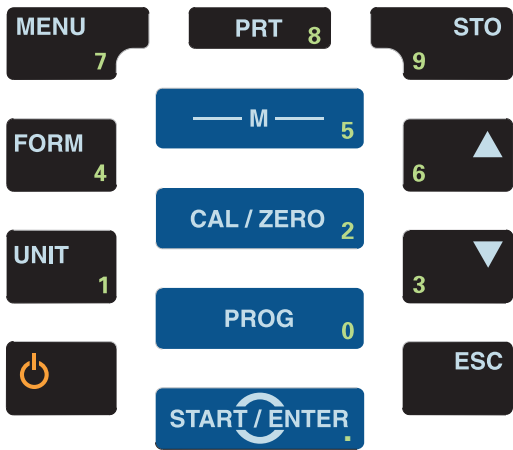 MENU 7
PRT 8
STO 9
M 5
FORM 4
6
CAL / ZERO 2
UNIT 1
3
PROG 0
ESC
START / ENTER .